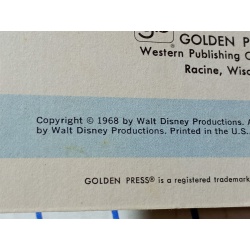 GOLDEN
Western Publishing
Racine,
Copyright © 1968 by Walt Disney Productions.
by Walt Disney Productions. Printed in the U.S.
GOLDEN PRESS® is a registered trademark